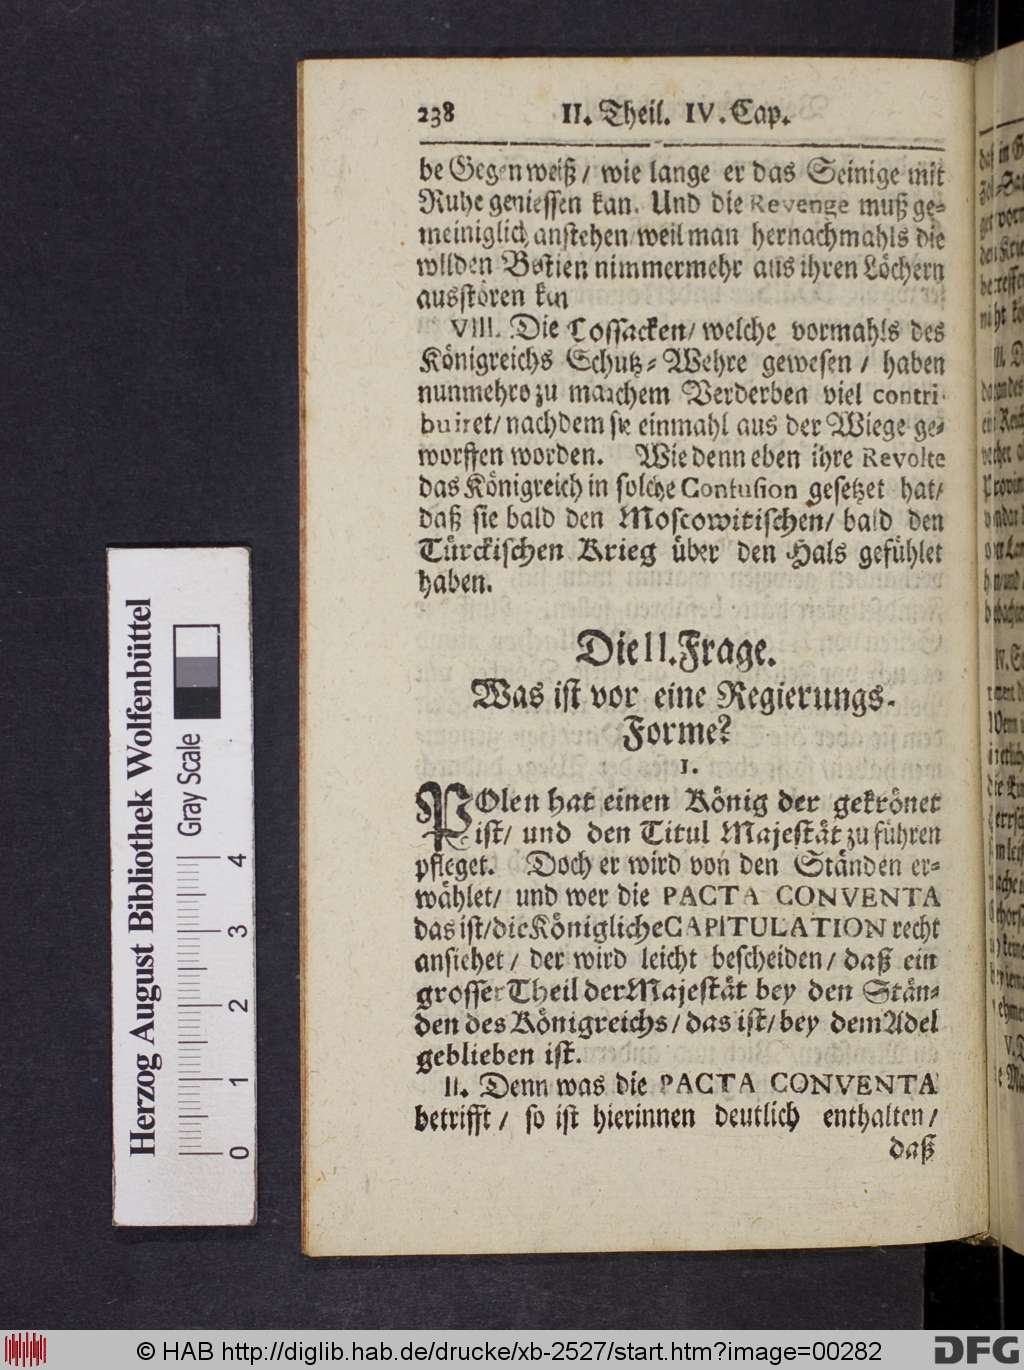 238 II. Theil. IV. Cap.
be Gegen weiß / wie lange er das Seinige mit
Ruhe geniessen kan. Und die Revenge muß ge-
meiniglich anstehen weil man hernachmahls die
wilden Bestien nimmermehr aus ihren Löchern
ausstören kan
VIII. Die Cossacken / welche vormahls des
Königreichs Schutz-Wehre gewesen / haben
nunmehro zu manchem Verderben viel contri-
buiret / nachdem sie einmahl aus der Wiege ge-
worffen worden. Wie denn eben ihre Revolte
das Königreich in solche Confusion gesetzet hat /
daß sie bald den Moscowitischen / bald den
Türckischen Krieg über den Hals gefühlet
haben.
Die II. Frage.
Was ist vor eine Regierungs-
Forme?
I.
POlen hat einen König der gekrönet
ist / und den Titul Majestät zu führen
pfleget. Doch er wird von den Ständen er-
wählet / und wer die PACTA CONVENTA
das ist / die Königliche CAPITULATION recht
ansiehet / der wird leicht bescheiden / daß ein
grosser Theil der Majestät bey den Stän-
den des Königreichs / das ist / bey dem Adel
geblieben ist.
II. Denn was die PACTA CONVENTA
betrifft / so ist hierinnen deutlich enthalten /
daß
Herzog August Bibliothek Wolfenbüttel
Gray Scale
0 1 2 3 4
© HAB http://diglib.hab.de/drucke/xb-2527/start.htm?image=00282
DFG